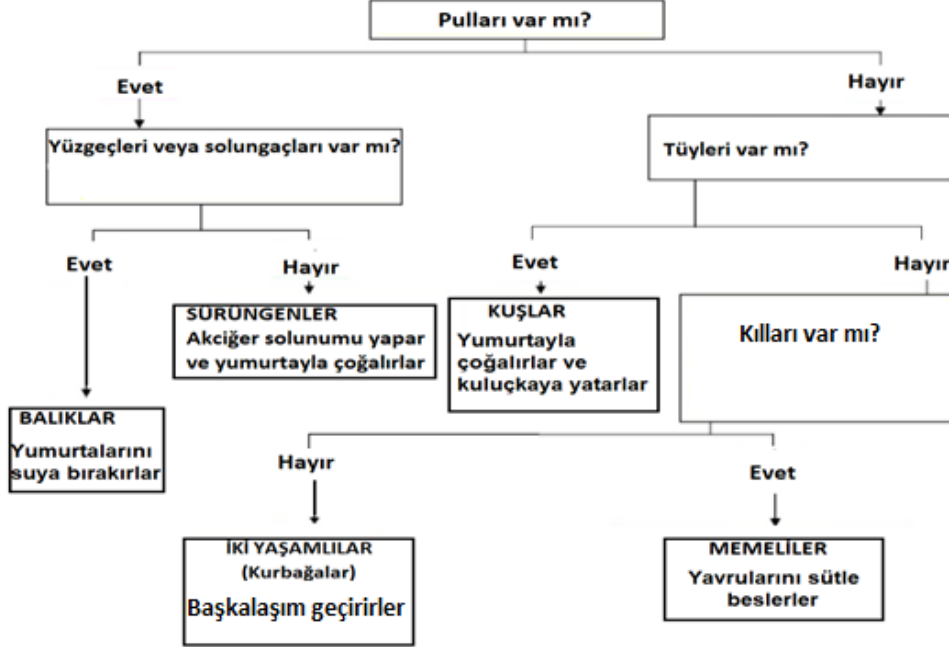 Pulları var mı?
Evet
Hayır
Yüzgeçleri veya solungaçları var mı?
Tüyleri var mı?
Evet
Hayır
Evet
Hayır
SÜRÜNGENLER
Akciğer solunumu yapar
ve yumurtayla çoğalırlar
KUŞLAR
Yumurtayla
çoğalırlar ve
kuluçkaya yatarlar
Kılları var mı?
BALIKLAR
Yumurtalarını
suya bırakırlar
Hayır
Evet
İKİ YAŞAMLILAR
(Kurbağalar)
Başkalaşım geçirirler
MEMELİLER
Yavrularını sütle
beslerler